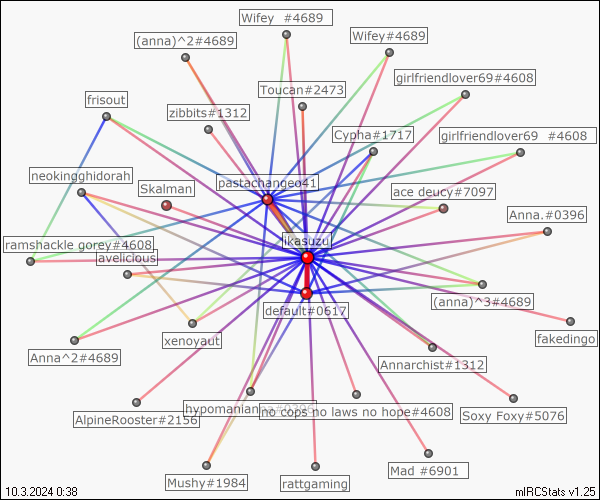 Wifey  #4689
(anna)^2#4689
Wifey#4689
girlfriendlover69#4608
Toucan#2473
frisout
zibbits#1312
Cypha#1717
girlfriendlover69  #4608
neokingghidorah
pastachangeo41
Skalman
ace deucy#7097
Anna.#0396
ikasuzu
ramshackle gorey#4608
avelicious
(anna)^3#4689
default#0617
fakedingo
xenoyaut
Anna^2#4689
Annarchist#1312
hypomanianna
no cops no laws no hope#4608
AlpineRooster#2156
Soxy Foxy#5076
Mushy#1984
rattgaming
Mad #6901
10.3.2024 0:38
mIRCStats v1.25